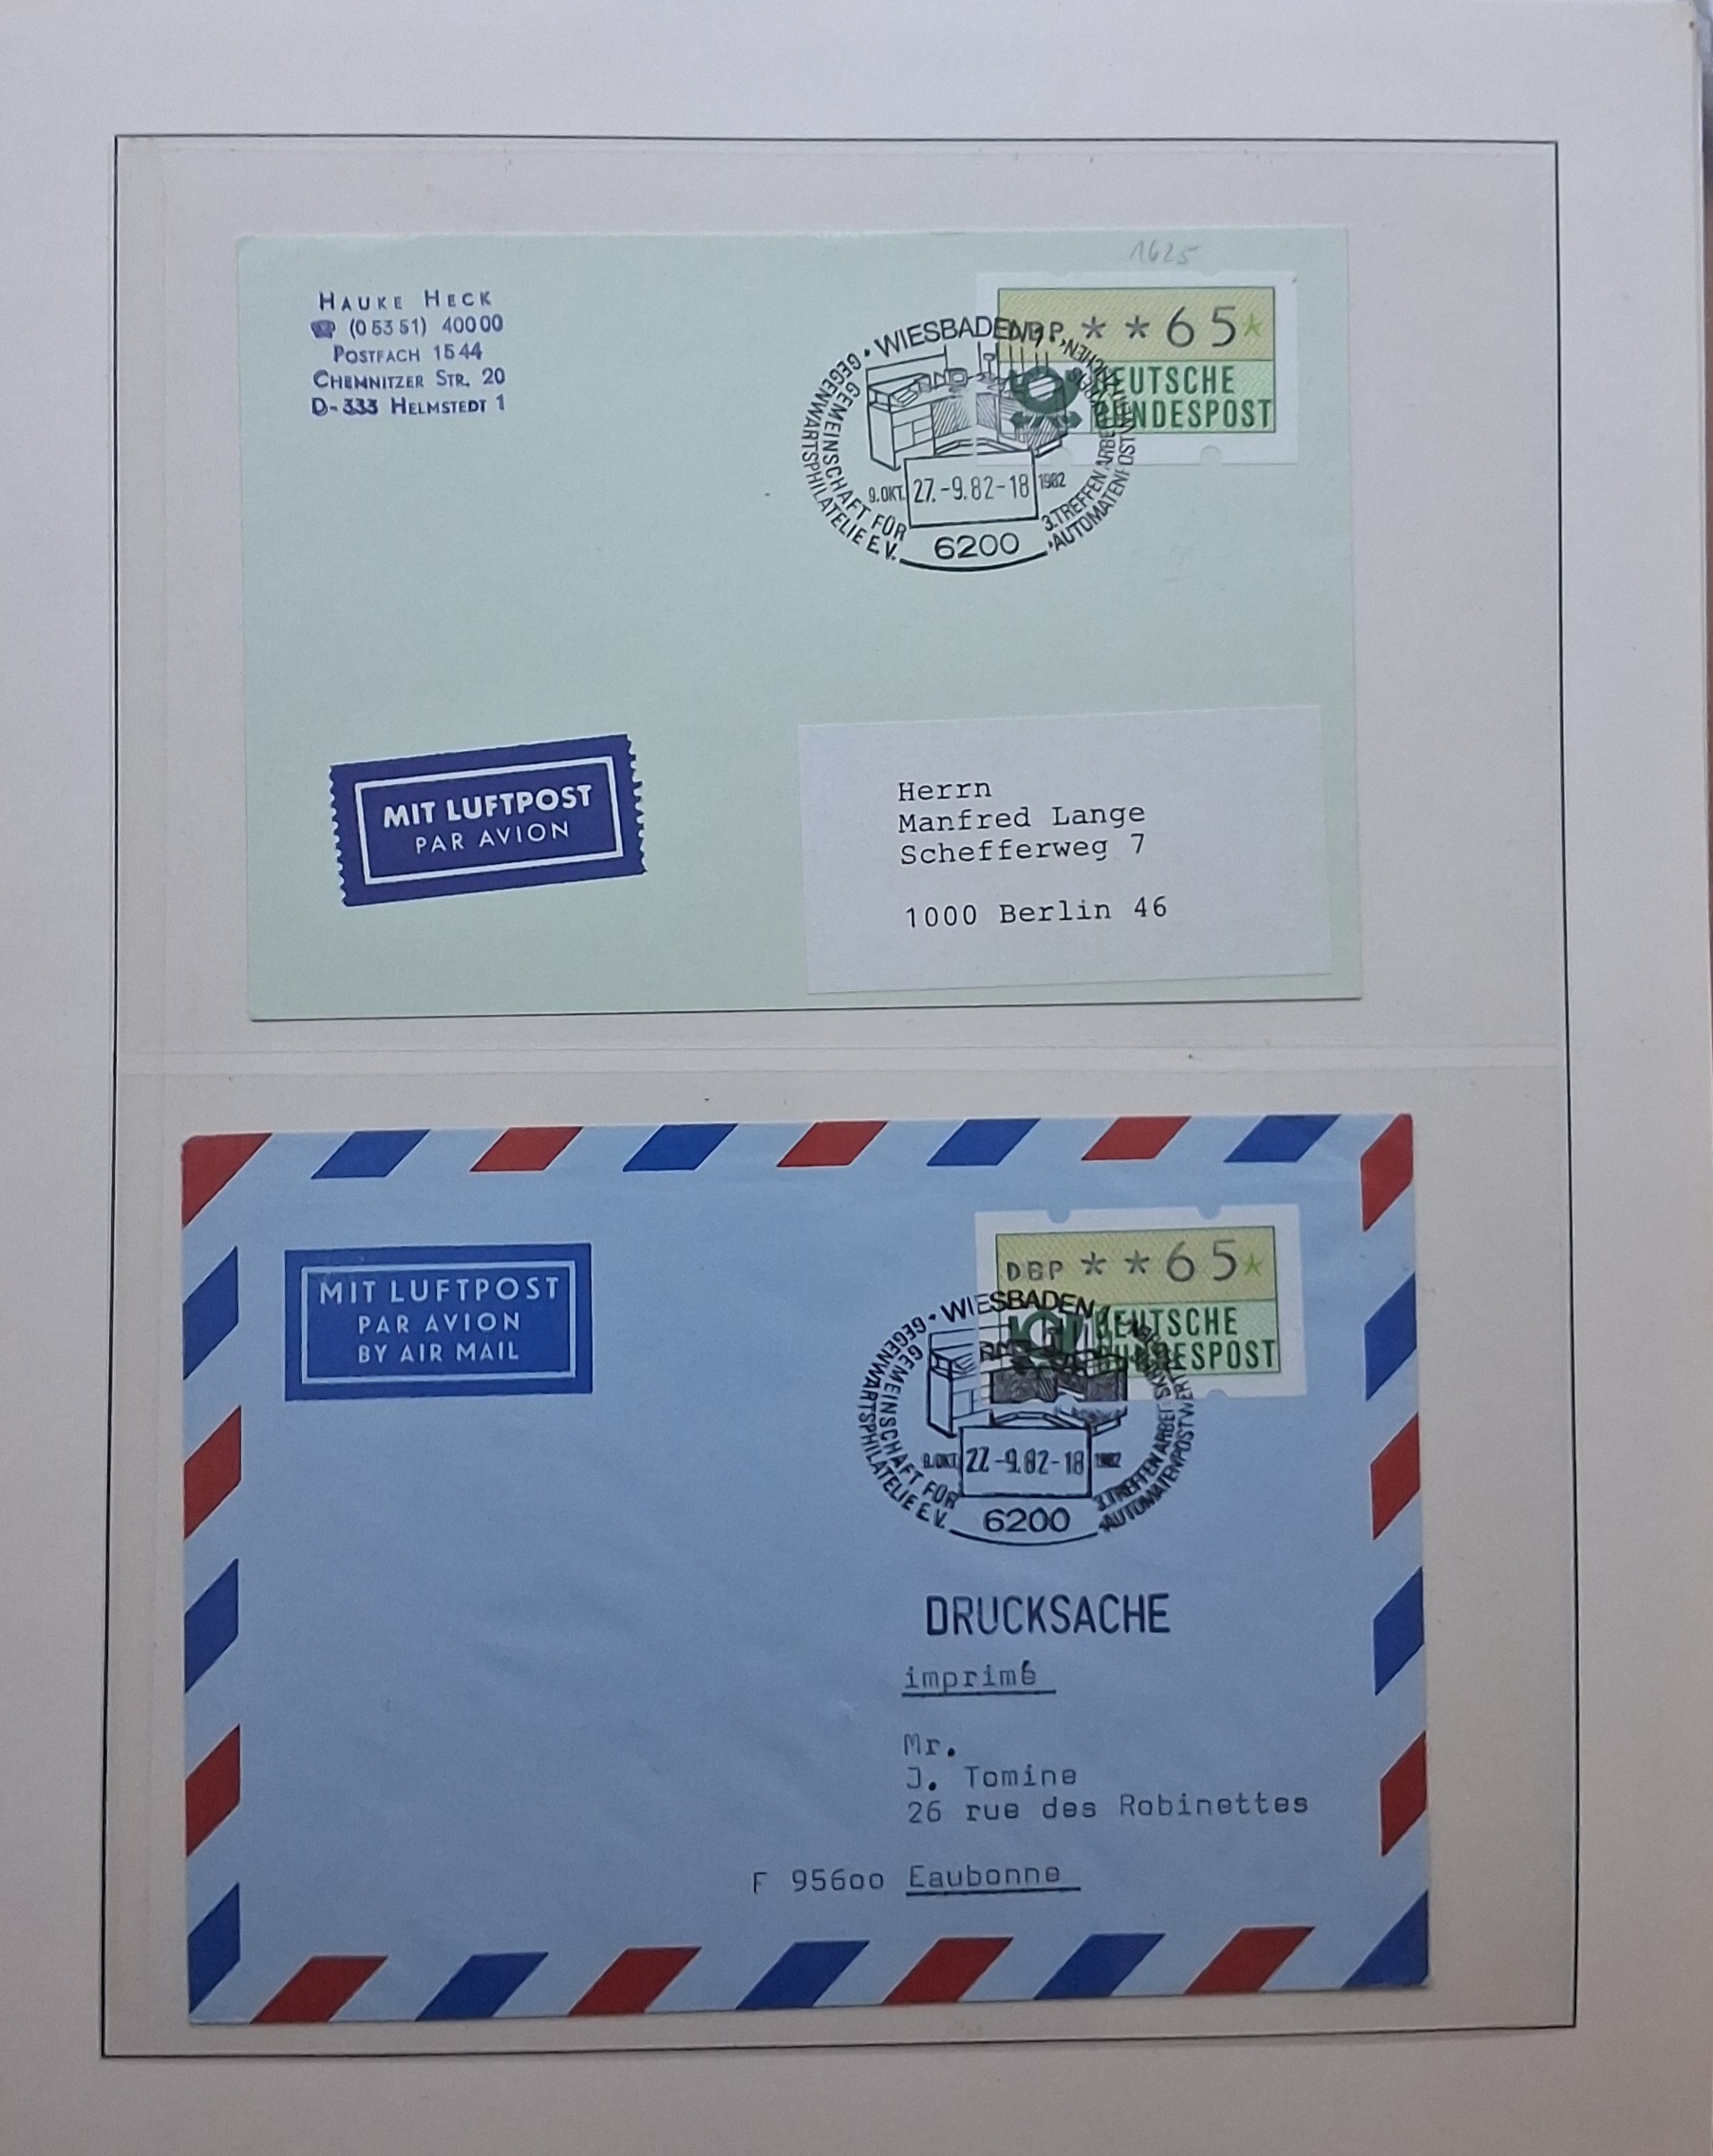 1625
HAUKE HECK
☎ (05351) 40000
POSTFACH 1544
CHEMNITZER STR. 20
D-333 HELMSTEDT 1
DBP * * 65*
DEUTSCHE
BUNDESPOST
• WIESBADEN 1
GEMEINSCHAFT FÜR
GEGENWARTSPHILATELIE E.V.
3. TREFFEN
•AUTOMATENPOSTWERTZEICHEN,
9.OKT. 27.-9.82-18 1982
6200
MIT LUFTPOST
PAR AVION
Herrn
Manfred Lange
Schefferweg 7
1000 Berlin 46
MIT LUFTPOST
PAR AVION
BY AIR MAIL
DBP * * 65*
DEUTSCHE
BUNDESPOST
• WIESBADEN 1
GEMEINSCHAFT FÜR
GEGENWARTSPHILATELIE E.V.
3.TREFFEN
•AUTOMATENPOSTWERT
9.OKT. 27.-9.82-18 1982
6200
DRUCKSACHE
imprimé
Mr.
J. Tomine
26 rue des Robinettes
F 95600 Eaubonne